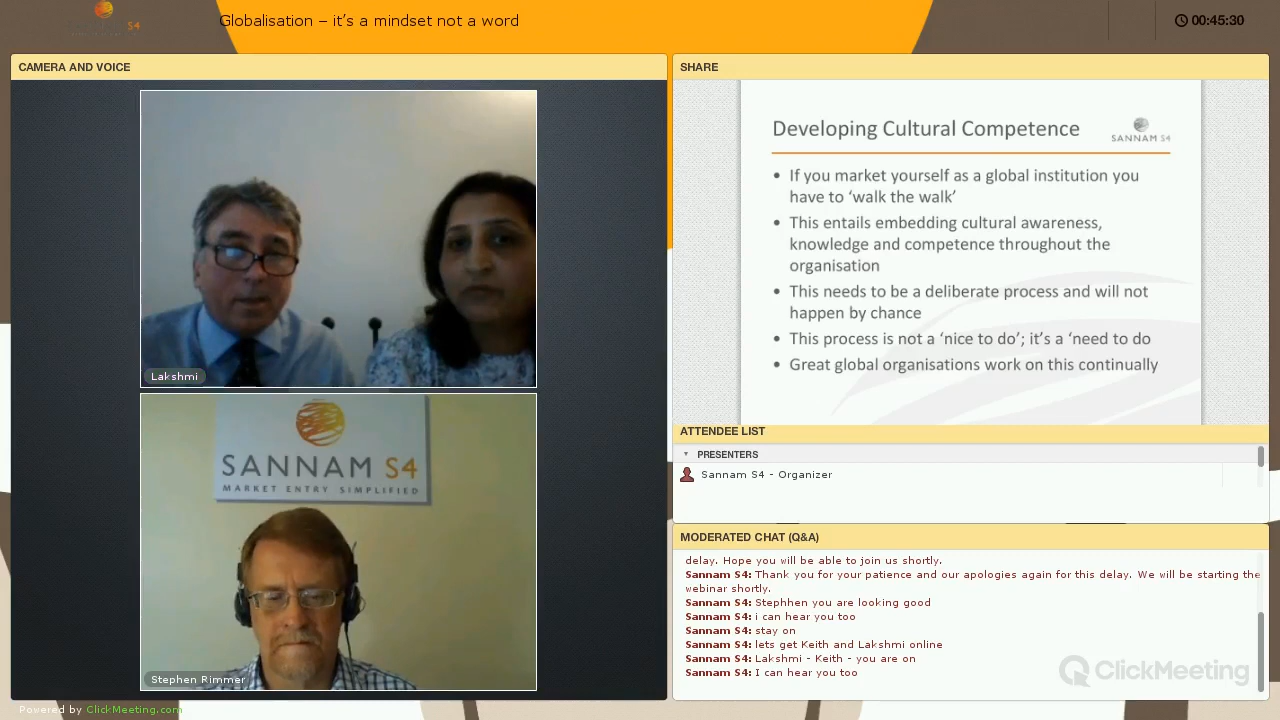 S4
Globalisation – it's a mindset not a word
00:45:30
CAMERA AND VOICE
Lakshmi
SANNAM S4
MARKET ENTRY SIMPLIFIED
Stephen Rimmer
SHARE
Developing Cultural Competence
SANNAM S4
• If you market yourself as a global institution you
have to ‘walk the walk’
• This entails embedding cultural awareness,
knowledge and competence throughout the
organisation
• This needs to be a deliberate process and will not
happen by chance
• This process is not a ‘nice to do’; it’s a ‘need to do
• Great global organisations work on this continually
ATTENDEE LIST
PRESENTERS
Sannam S4 - Organizer
MODERATED CHAT (Q&A)
delay. Hope you will be able to join us shortly.
Sannam S4: Thank you for your patience and our apologies again for this delay. We will be starting the
webinar shortly.
Sannam S4: Stephhen you are looking good
Sannam S4: i can hear you too
Sannam S4: stay on
Sannam S4: lets get Keith and Lakshmi online
Sannam S4: Lakshmi - Keith - you are on
Sannam S4: I can hear you too
ClickMeeting
Powered by ClickMeeting.com